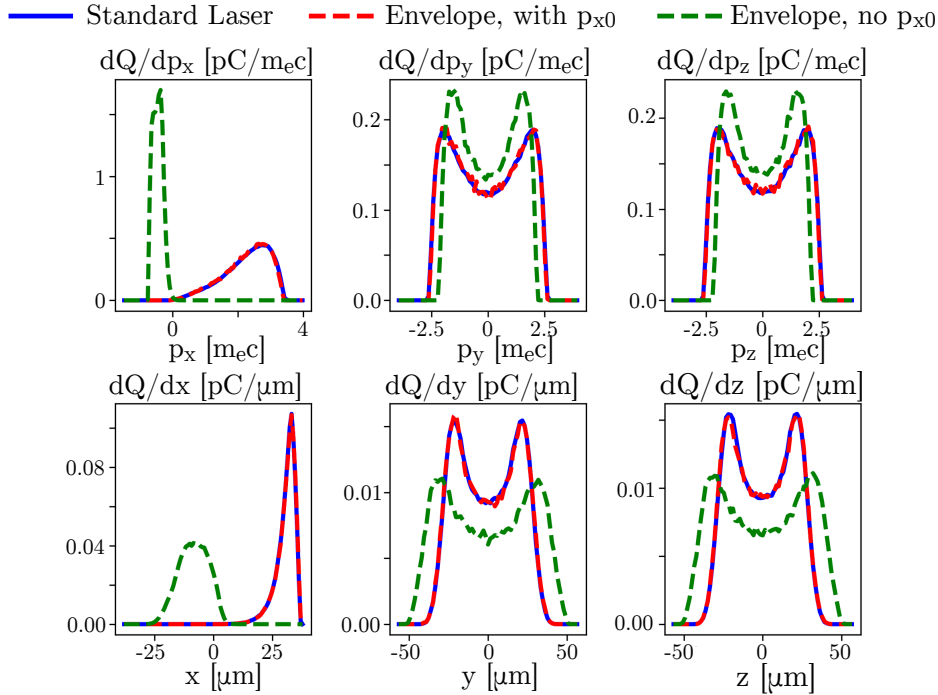 Standard Laser Envelope, with pₓ₀ Envelope, no pₓ₀
dQ/dpₓ [pC/mₑc] dQ/dp_y [pC/mₑc] dQ/dp_z [pC/mₑc]
1
0
0.2
0.1
0.0
0.2
0.1
0.0
0 4
-2.5 0 2.5
-2.5 0 2.5
pₓ [mₑc] p_y [mₑc] p_z [mₑc]
dQ/dx [pC/μm] dQ/dy [pC/μm] dQ/dz [pC/μm]
0.08
0.04
0.00
0.01
0.00
0.01
0.00
-25 0 25
-50 0 50
-50 0 50
x [μm] y [μm] z [μm]